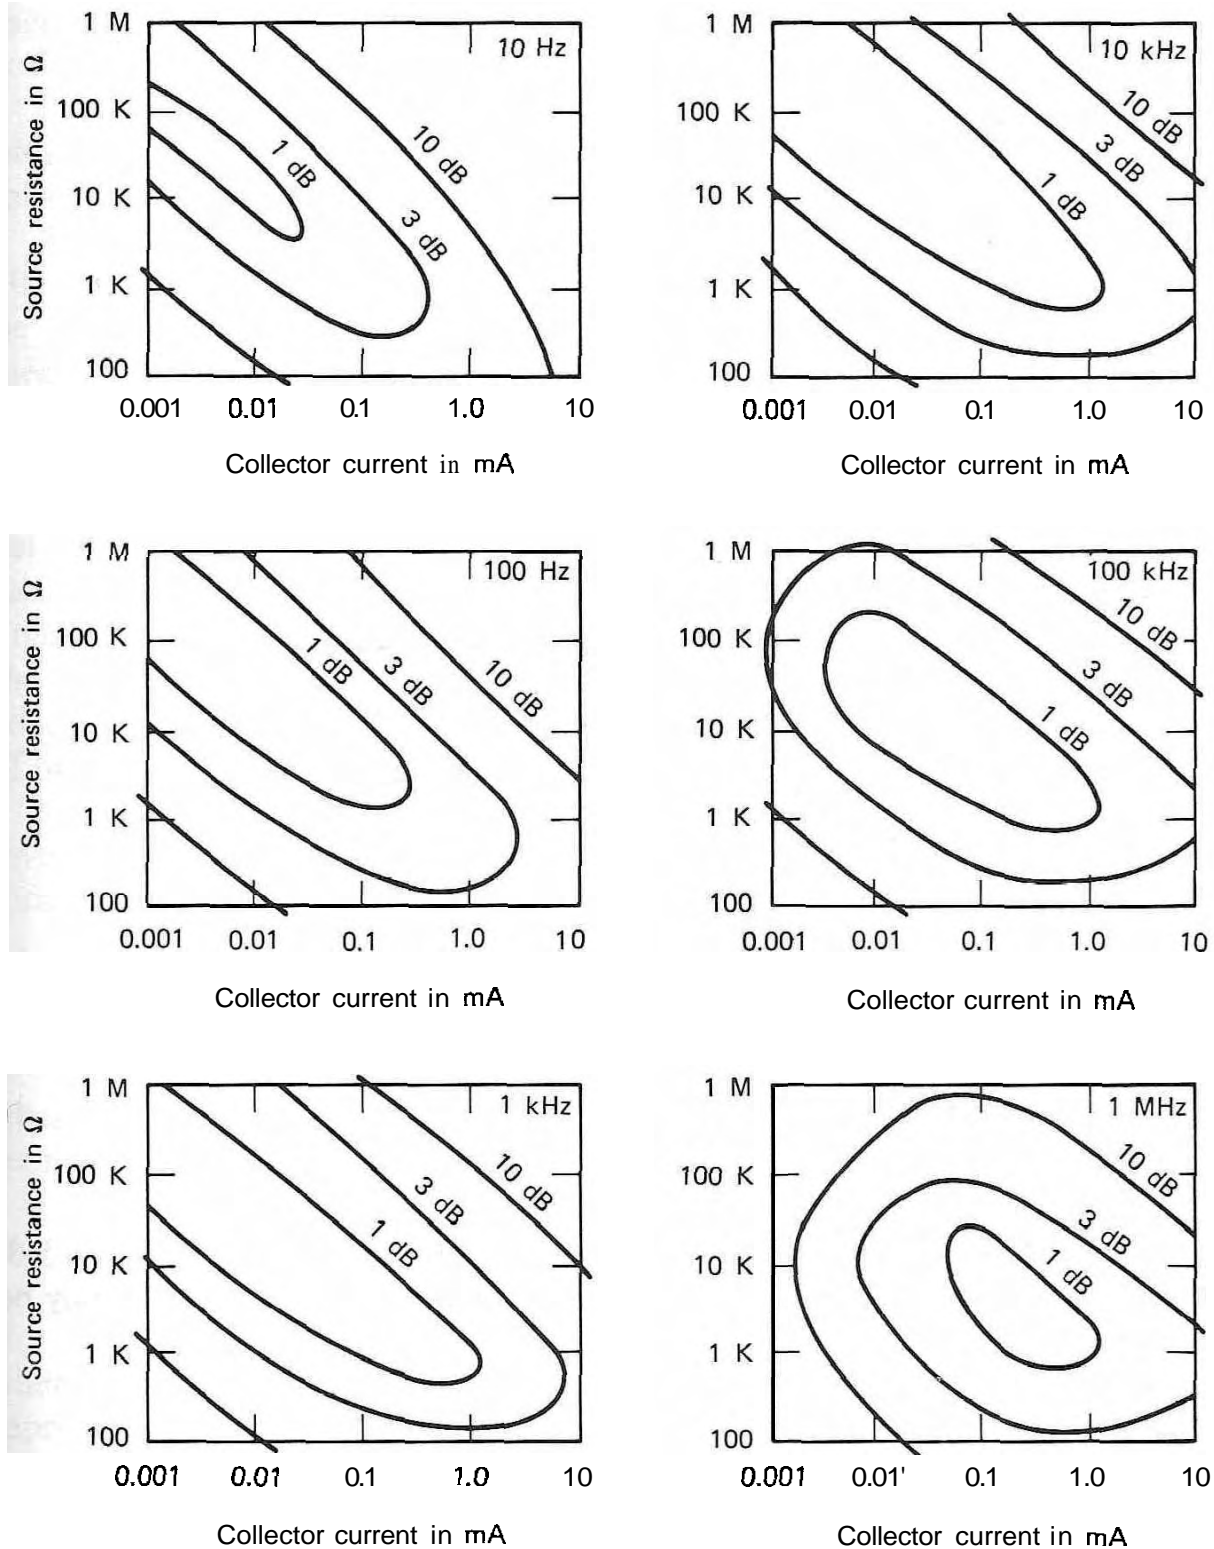 Source resistance in Ω
1 M
100 K
10 K
1 K
100
10 Hz
1 dB
3 dB
10 dB
0.001 0.01 0.1 1.0 10
Collector current in mA
1 M
100 K
10 K
1 K
100
10 kHz
10 dB
3 dB
1 dB
0.001 0.01 0.1 1.0 10
Collector current in mA
Source resistance in Ω
1 M
100 K
10 K
1 K
100
100 Hz
1 dB
3 dB
10 dB
0.001 0.01 0.1 1.0 10
Collector current in mA
1 M
100 K
10 K
1 K
100
100 kHz
10 dB
3 dB
1 dB
0.001 0.01 0.1 1.0 10
Collector current in mA
Source resistance in Ω
1 M
100 K
10 K
1 K
100
1 kHz
10 dB
3 dB
1 dB
0.001 0.01 0.1 1.0 10
Collector current in mA
1 M
100 K
10 K
1 K
100
1 MHz
10 dB
3 dB
1 dB
0.001 0.01' 0.1 1.0 10
Collector current in mA